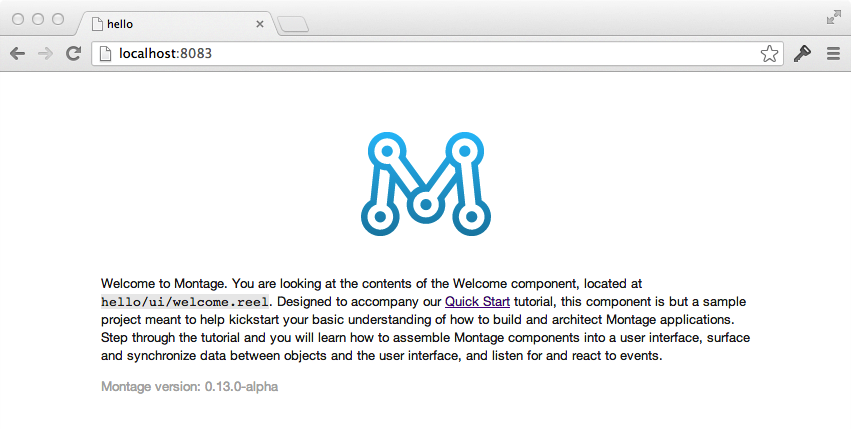 hello
localhost:8083
Welcome to Montage. You are looking at the contents of the Welcome component, located at
hello/ui/welcome.reel. Designed to accompany our Quick Start tutorial, this component is but a sample
project meant to help kickstart your basic understanding of how to build and architect Montage applications.
Step through the tutorial and you will learn how to assemble Montage components into a user interface, surface
and synchronize data between objects and the user interface, and listen for and react to events.
Montage version: 0.13.0-alpha